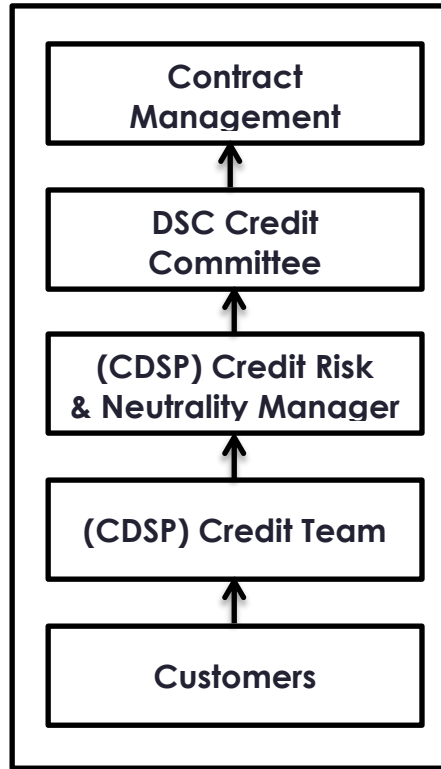 Contract
Management
DSC Credit
Committee
(CDSP) Credit Risk
& Neutrality Manager
(CDSP) Credit Team
Customers